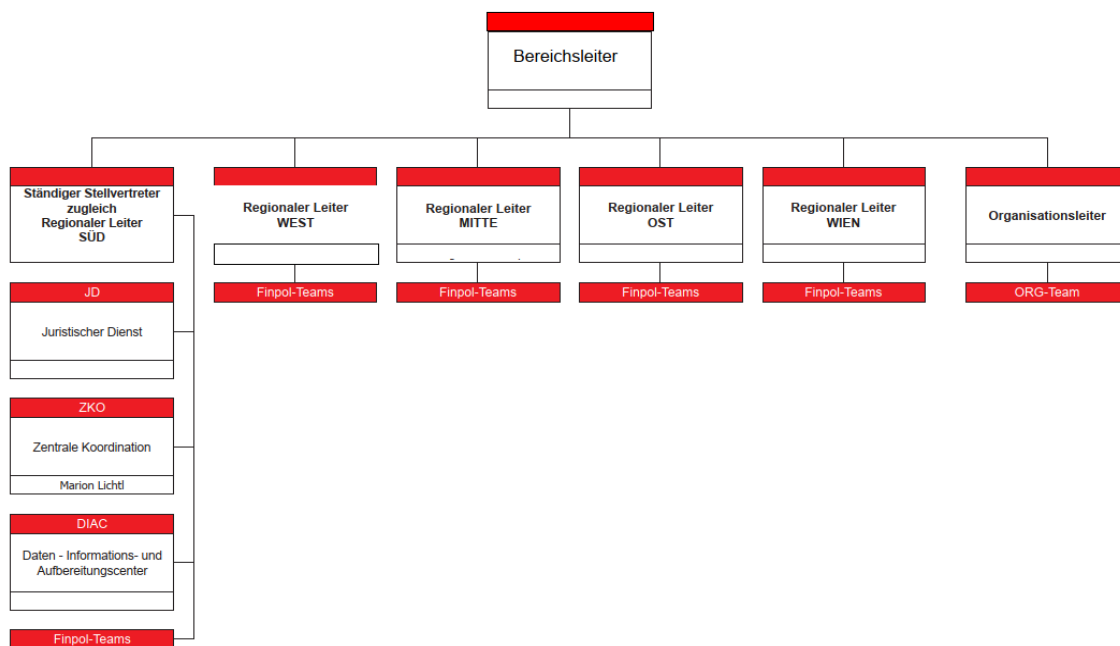 Bereichsleiter
Ständiger Stellvertreter
zugleich
Regionaler Leiter
SÜD
Regionaler Leiter
WEST
Regionaler Leiter
MITTE
Regionaler Leiter
OST
Regionaler Leiter
WIEN
Organisationsleiter
JD
Juristischer Dienst
ZKO
Zentrale Koordination
Marion Lichtl
DIAC
Daten - Informations- und
Aufbereitungscenter
Finpol-Teams
Finpol-Teams
Finpol-Teams
Finpol-Teams
Finpol-Teams
ORG-Team